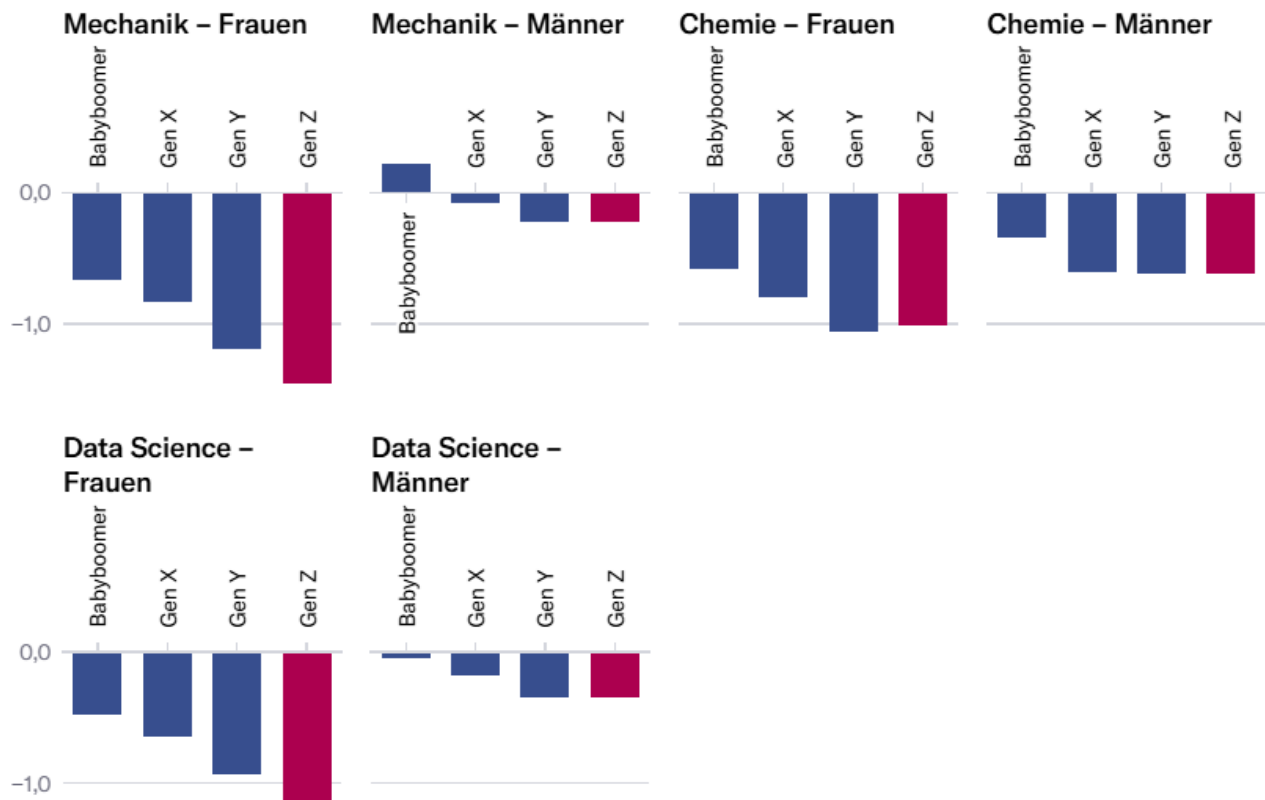 Mechanik – Frauen
Mechanik – Männer
Chemie – Frauen
Chemie – Männer
Babyboomer
Gen X
Gen Y
Gen Z
Babyboomer
Gen X
Gen Y
Gen Z
Babyboomer
Gen X
Gen Y
Gen Z
Babyboomer
Gen X
Gen Y
Gen Z
0,0
−1,0
Data Science –
Frauen
Data Science –
Männer
Babyboomer
Gen X
Gen Y
Gen Z
Babyboomer
Gen X
Gen Y
Gen Z
0,0
−1,0